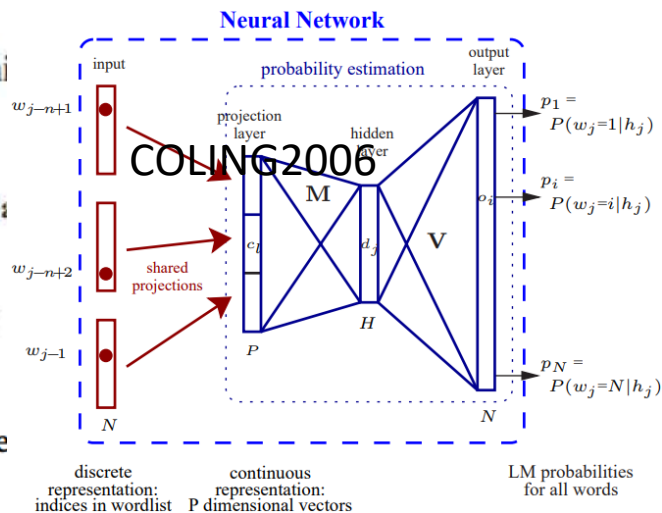 Neural Network
input
output
layer
probability estimation
projection
layer
hidden
layer
COLING2006
w_{j-n+1}
w_{j-n+2}
w_{j-1}
shared
projections
c_l
M
d_j
V
o_i
P
H
N
N
p_1 =
P(w_j=1|h_j)
p_i =
P(w_j=i|h_j)
p_N =
P(w_j=N|h_j)
discrete
representation:
indices in wordlist
continuous
representation:
P dimensional vectors
LM probabilities
for all words